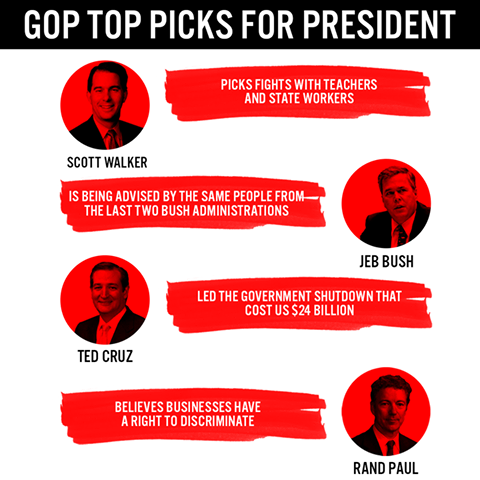 GOP TOP PICKS FOR PRESIDENT
PICKS FIGHTS WITH TEACHERS
AND STATE WORKERS
SCOTT WALKER
IS BEING ADVISED BY THE SAME PEOPLE FROM
THE LAST TWO BUSH ADMINISTRATIONS
JEB BUSH
LED THE GOVERNMENT SHUTDOWN THAT
COST US $24 BILLION
TED CRUZ
BELIEVES BUSINESSES HAVE
A RIGHT TO DISCRIMINATE
RAND PAUL